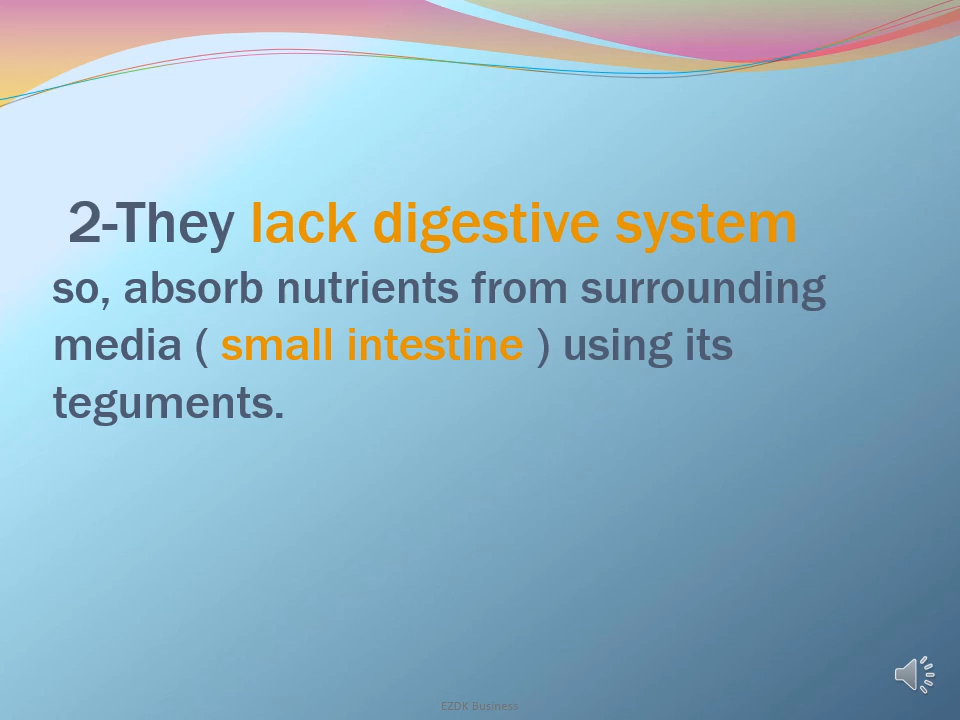 2-They lack digestive system
so, absorb nutrients from surrounding
media ( small intestine ) using its
teguments.
EZDK Business